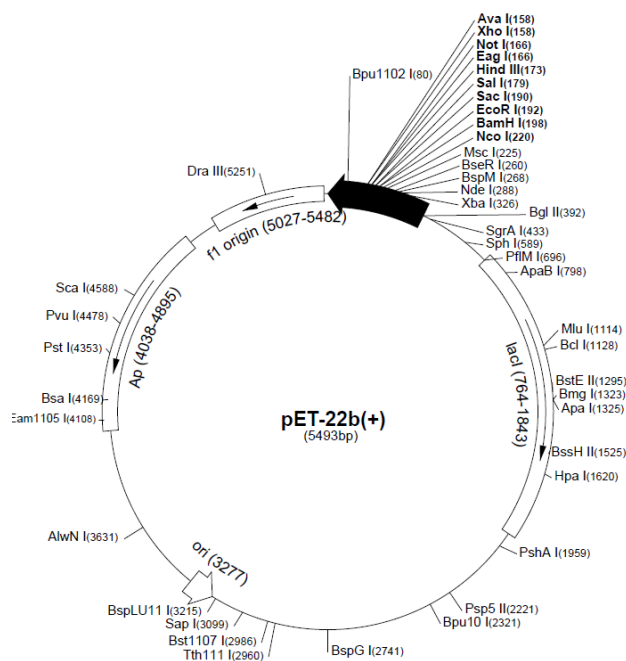 Ava I(158)
Xho I(158)
Not I(166)
Eag I(166)
Hind III(173)
Sal I(179)
Sac I(190)
EcoR I(192)
BamH I(198)
Nco I(220)
Msc I(225)
BseR I(260)
BspM I(268)
Nde I(288)
Xba I(326)
Bgl II(392)
SgrA I(433)
Sph I(589)
PflM I(696)
ApaB I(798)
Mlu I(1114)
Bcl I(1128)
BstE II(1295)
Bmg I(1323)
Apa I(1325)
BssH II(1525)
Hpa I(1620)
PshA I(1959)
Psp5 II(2221)
Bpu10 I(2321)
BspG I(2741)
Tth111 I(2960)
Bst1107 I(2986)
Sap I(3099)
BspLU11 I(3215)
AlwN I(3631)
Eam1105 I(4108)
Bsa I(4169)
Pst I(4353)
Pvu I(4478)
Sca I(4588)
Dra III(5251)
Bpu1102 I(80)
f1 origin (5027-5482)
Ap (4038-4895)
lacI (764-1843)
ori (3277)
pET-22b(+)
(5493bp)